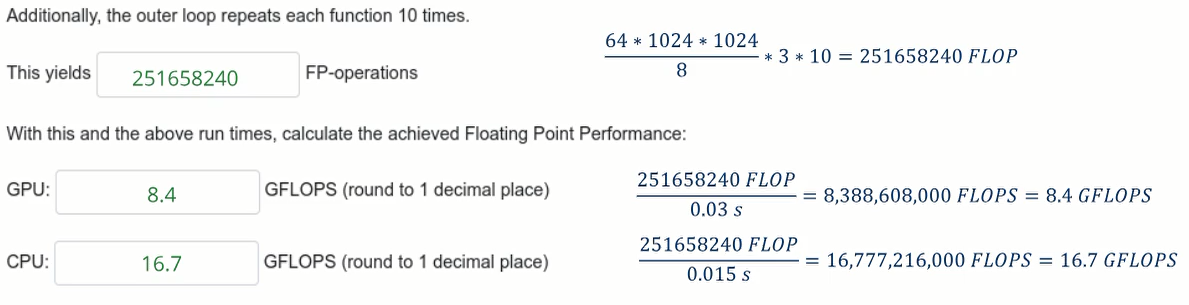 Additionally, the outer loop repeats each function 10 times.
64 ∗ 1024 ∗ 1024
8
∗ 3 ∗ 10 = 251658240 FLOP
This yields 251658240 FP-operations
With this and the above run times, calculate the achieved Floating Point Performance:
GPU: 8.4 GFLOPS (round to 1 decimal place)
251658240 FLOP
0.03 s
= 8,388,608,000 FLOPS = 8.4 GFLOPS
CPU: 16.7 GFLOPS (round to 1 decimal place)
251658240 FLOP
0.015 s
= 16,777,216,000 FLOPS = 16.7 GFLOPS